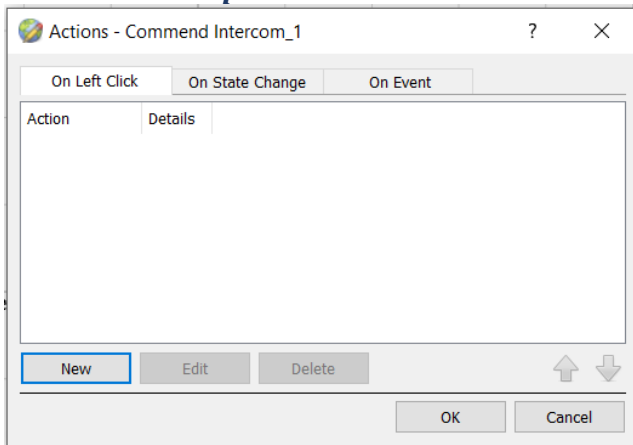 Actions - Commend Intercom_1 ? ×
On Left Click On State Change On Event
Action Details
New Edit Delete
OK Cancel